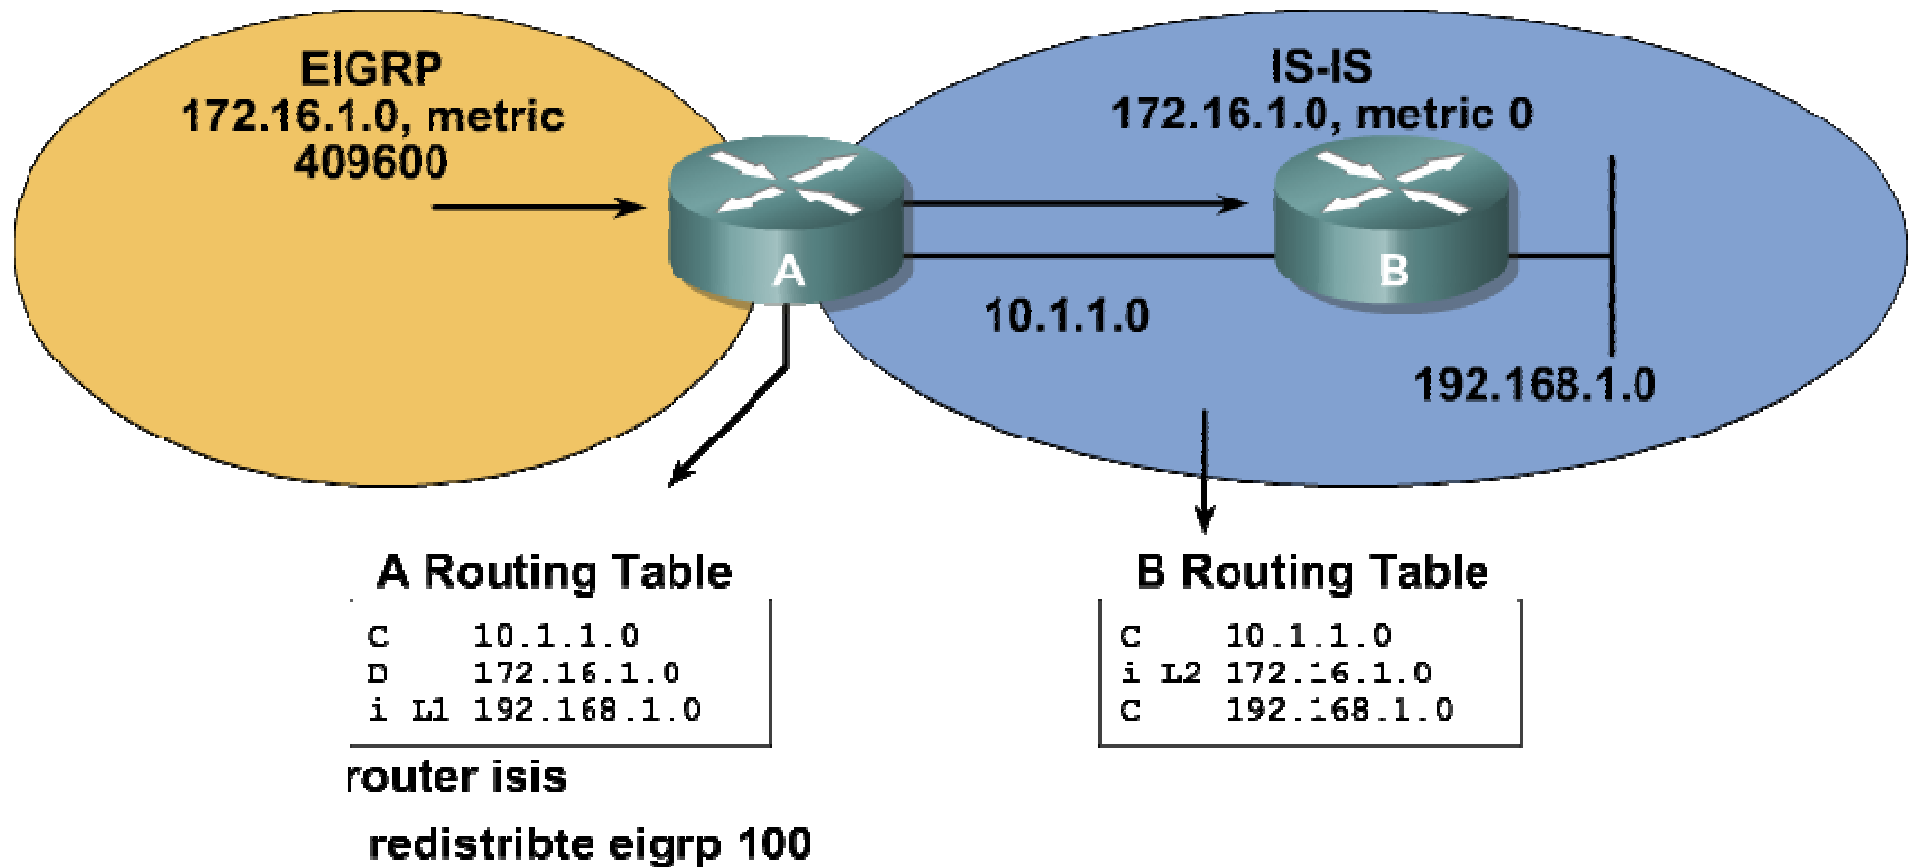 EIGRP
172.16.1.0, metric
409600
IS-IS
172.16.1.0, metric 0
A
B
10.1.1.0
192.168.1.0
A Routing Table
C 10.1.1.0
D 172.16.1.0
i L1 192.168.1.0
B Routing Table
C 10.1.1.0
i L2 172.16.1.0
C 192.168.1.0
router isis
redistribte eigrp 100